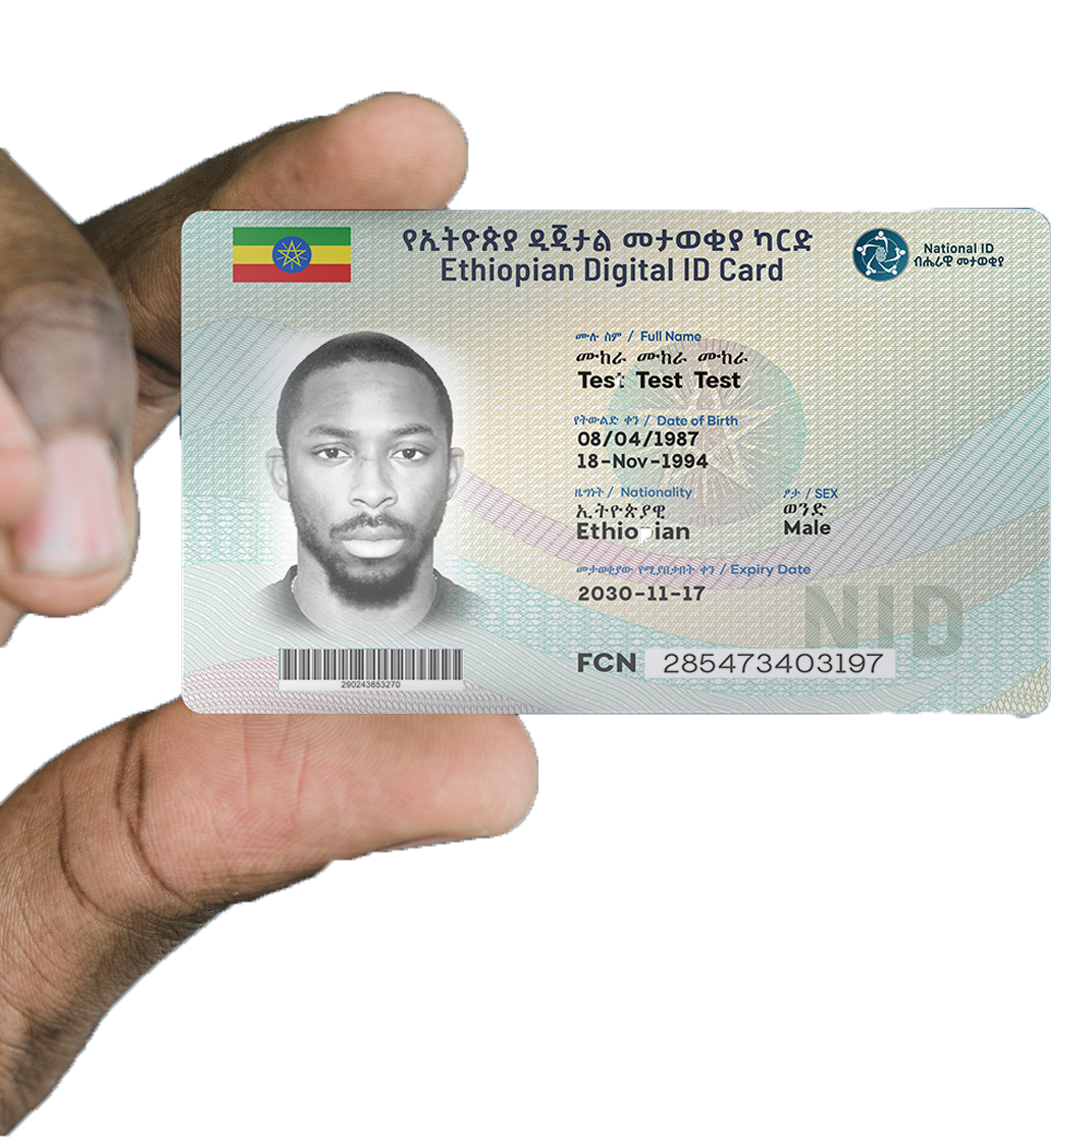 የኢትዮጵያ ዲጂታል መታወቂያ ካርድ
Ethiopian Digital ID Card
National ID
ብሔራዊ መታወቂያ
ሙሉ ስም / Full Name
ሙከራ ሙከራ ሙከራ
Test Test Test
የትውልድ ቀን / Date of Birth
08/04/1987
18-Nov-1994
ዜግነት / Nationality
ኢትዮጵያዊ
Ethiopian
ፆታ / SEX
ወንድ
Male
መታወቂያው የሚያበታበት ቀን / Expiry Date
2030-11-17
NID
FCN 285473403197
290243653270